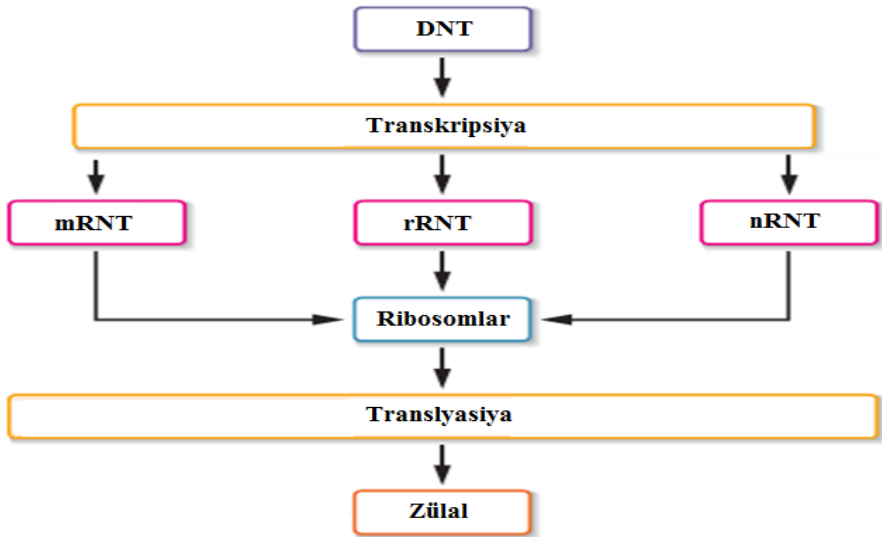 DNT
Transkripsiya
mRNT
rRNT
nRNT
Ribosomlar
Translyasiya
Zülal